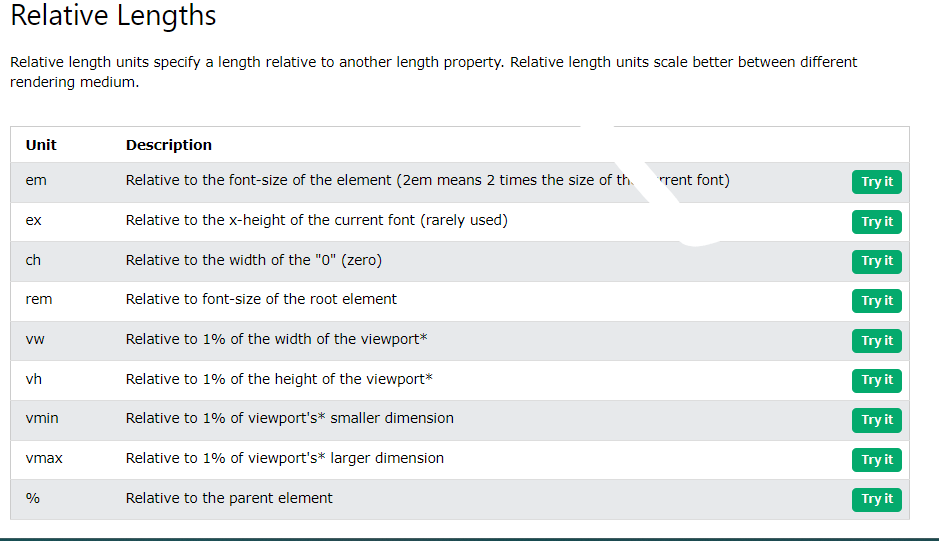 Relative Lengths
Relative length units specify a length relative to another length property. Relative length units scale better between different
rendering medium.
Unit Description
em Relative to the font-size of the element (2em means 2 times the size of font) Try it
ex Relative to the x-height of the current font (rarely used) Try it
ch Relative to the width of the "0" (zero) Try it
rem Relative to font-size of the root element Try it
vw Relative to 1% of the width of the viewport* Try it
vh Relative to 1% of the height of the viewport* Try it
vmin Relative to 1% of viewport's* smaller dimension Try it
vmax Relative to 1% of viewport's* larger dimension Try it
% Relative to the parent element Try it